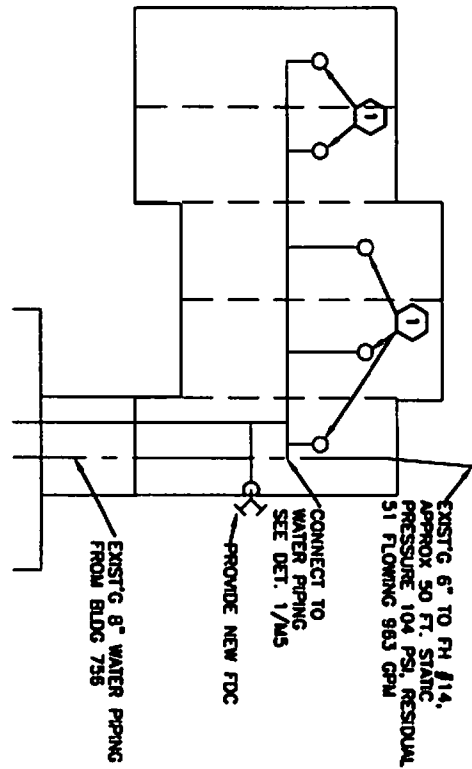 EXIST'G 6" TO FH #14,
APPROX 50 FT. STATIC
PRESSURE 104 PSI, RESIDUAL
51 FLOWING 963 GPM
CONNECT TO
WATER PIPING
SEE DET. 1/M5
PROVIDE NEW FDC
EXIST'G 8" WATER PIPING
FROM BLDG 756
1
1